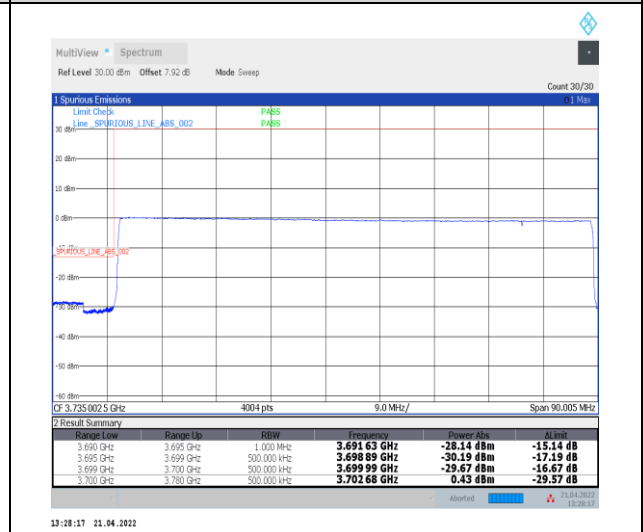 MultiView Spectrum
Ref Level 30.00 dBm Offset 7.92 dB Mode Sweep
Count 30/30
1 Spurious Emissions 1 Max
Limit Check PASS
Line _SPURIOUS_LINE_ABS_002 PASS
30 dBm
20 dBm
10 dBm
0 dBm
-10 dBm
_SPURIOUS_LINE_ABS_002
-20 dBm
-30 dBm
-40 dBm
-50 dBm
-60 dBm
CF 3.735 002 5 GHz 4004 pts 9.0 MHz/ Span 90.005 MHz
2 Result Summary
Range Low Range Up RBW Frequency Power Abs ΔLimit
3.690 GHz 3.695 GHz 1.000 MHz 3.691 63 GHz -28.14 dBm -15.14 dB
3.695 GHz 3.699 GHz 500.000 kHz 3.698 89 GHz -30.19 dBm -17.19 dB
3.699 GHz 3.700 GHz 500.000 kHz 3.699 99 GHz -29.67 dBm -16.67 dB
3.700 GHz 3.780 GHz 500.000 kHz 3.702 68 GHz 0.43 dBm -29.57 dB
Aborted 21.04.2022
13:28:17
13:28:17 21.04.2022